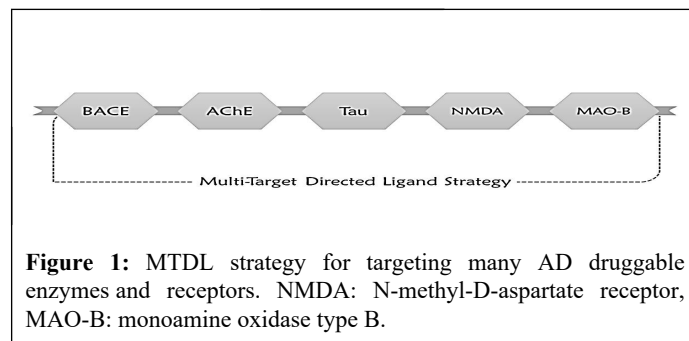 BACE AChE Tau NMDA MAO-B
Multi-Target Directed Ligand Strategy
Figure 1: MTDL strategy for targeting many AD druggable
enzymes and receptors. NMDA: N-methyl-D-aspartate receptor,
MAO-B: monoamine oxidase type B.